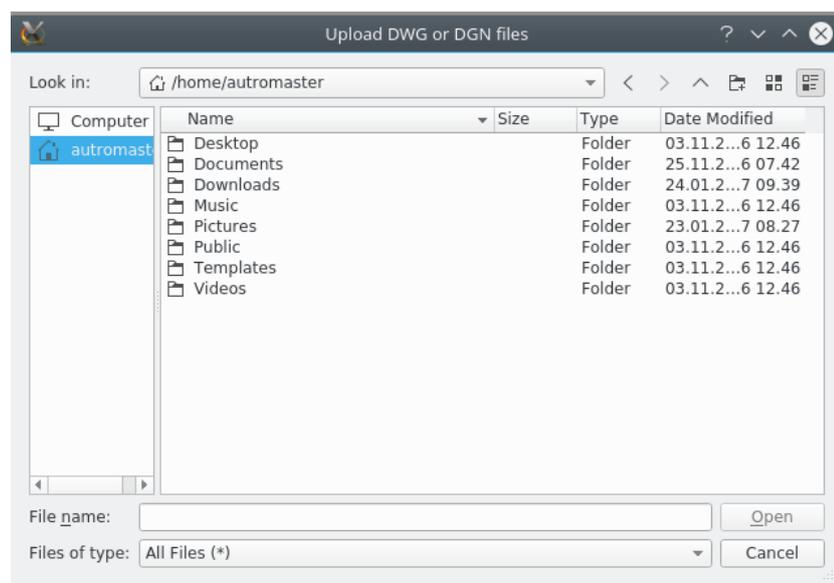 Upload DWG or DGN files
Look in: /home/autromaster
Computer
automast
Name Size Type Date Modified
Desktop Folder 03.11.2...6 12.46
Documents Folder 25.11.2...6 07.42
Downloads Folder 24.01.2...7 09.39
Music Folder 03.11.2...6 12.46
Pictures Folder 23.01.2...7 08.27
Public Folder 03.11.2...6 12.46
Templates Folder 03.11.2...6 12.46
Videos Folder 03.11.2...6 12.46
File name: Open
Files of type: All Files (*) Cancel